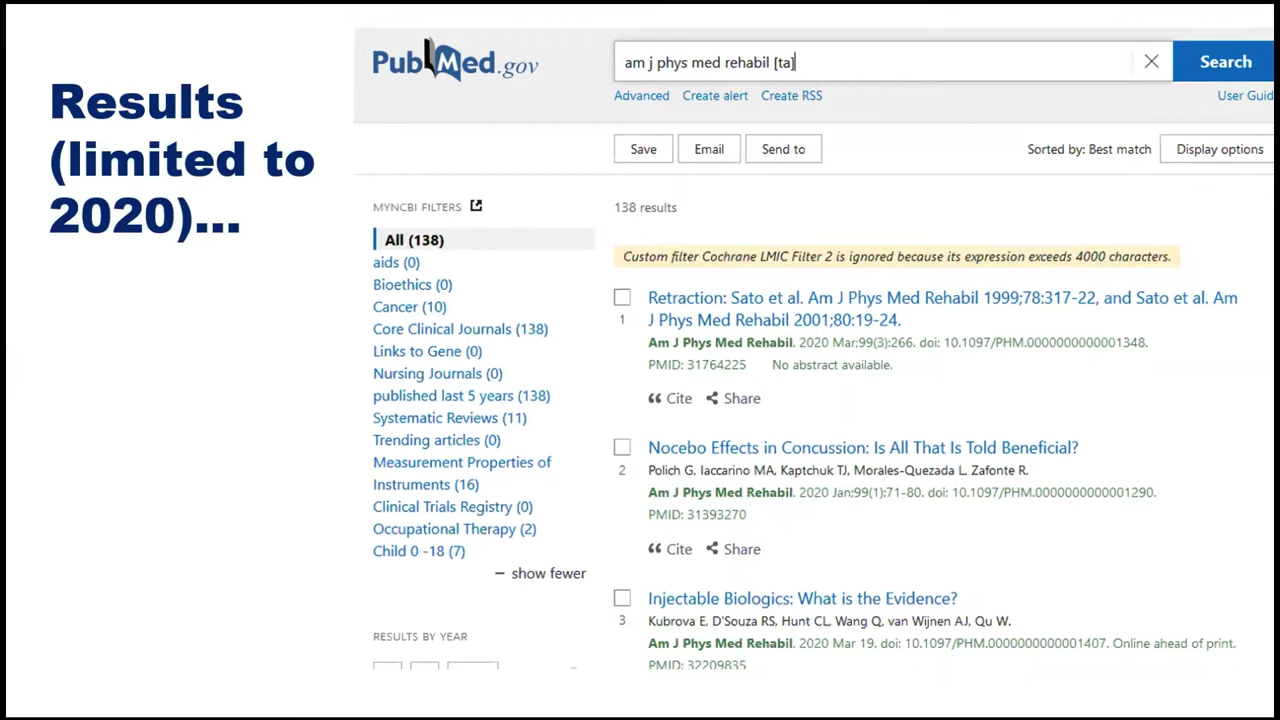 Results
(limited to
2020)...
PubMed.gov
am j phys med rehabil [ta]
Search
Advanced Create alert Create RSS
User Guid
Save Email Send to
Sorted by: Best match Display options
MYNCBI FILTERS
138 results
All (138)
aids (0)
Bioethics (0)
Cancer (10)
Core Clinical Journals (138)
Links to Gene (0)
Nursing Journals (0)
published last 5 years (138)
Systematic Reviews (11)
Trending articles (0)
Measurement Properties of
Instruments (16)
Clinical Trials Registry (0)
Occupational Therapy (2)
Child 0 -18 (7)
— show fewer
RESULTS BY YEAR
Custom filter Cochrane LMIC Filter 2 is ignored because its expression exceeds 4000 characters.
1
Retraction: Sato et al. Am J Phys Med Rehabil 1999;78:317-22, and Sato et al. Am
J Phys Med Rehabil 2001;80:19-24.
Am J Phys Med Rehabil. 2020 Mar;99(3):266. doi: 10.1097/PHM.0000000000001348.
PMID: 31764225 No abstract available.
Cite Share
2
Nocebo Effects in Concussion: Is All That Is Told Beneficial?
Polich G, Iaccarino MA, Kaptchuk TJ, Morales-Quezada L, Zafonte R.
Am J Phys Med Rehabil. 2020 Jan;99(1):71-80. doi: 10.1097/PHM.0000000000001290.
PMID: 31393270
Cite Share
3
Injectable Biologics: What is the Evidence?
Kubrova E, D'Souza RS, Hunt CL, Wang Q, van Wijnen AJ, Qu W.
Am J Phys Med Rehabil. 2020 Mar 19. doi: 10.1097/PHM.0000000000001407. Online ahead of print.
PMID: 32209835